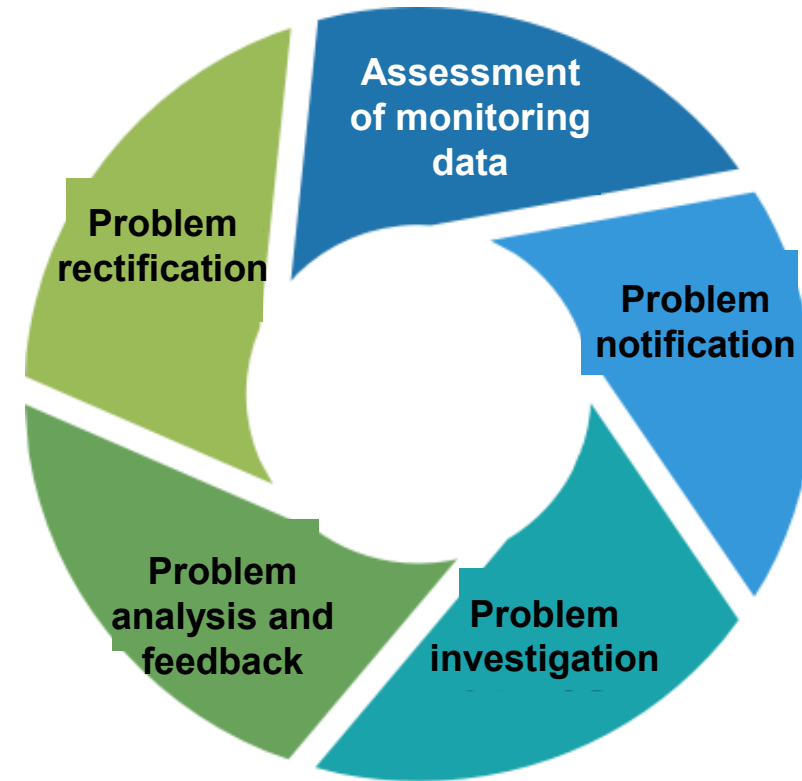 Assessment
of monitoring
data
Problem
notification
Problem
investigation
Problem
analysis and
feedback
Problem
rectification